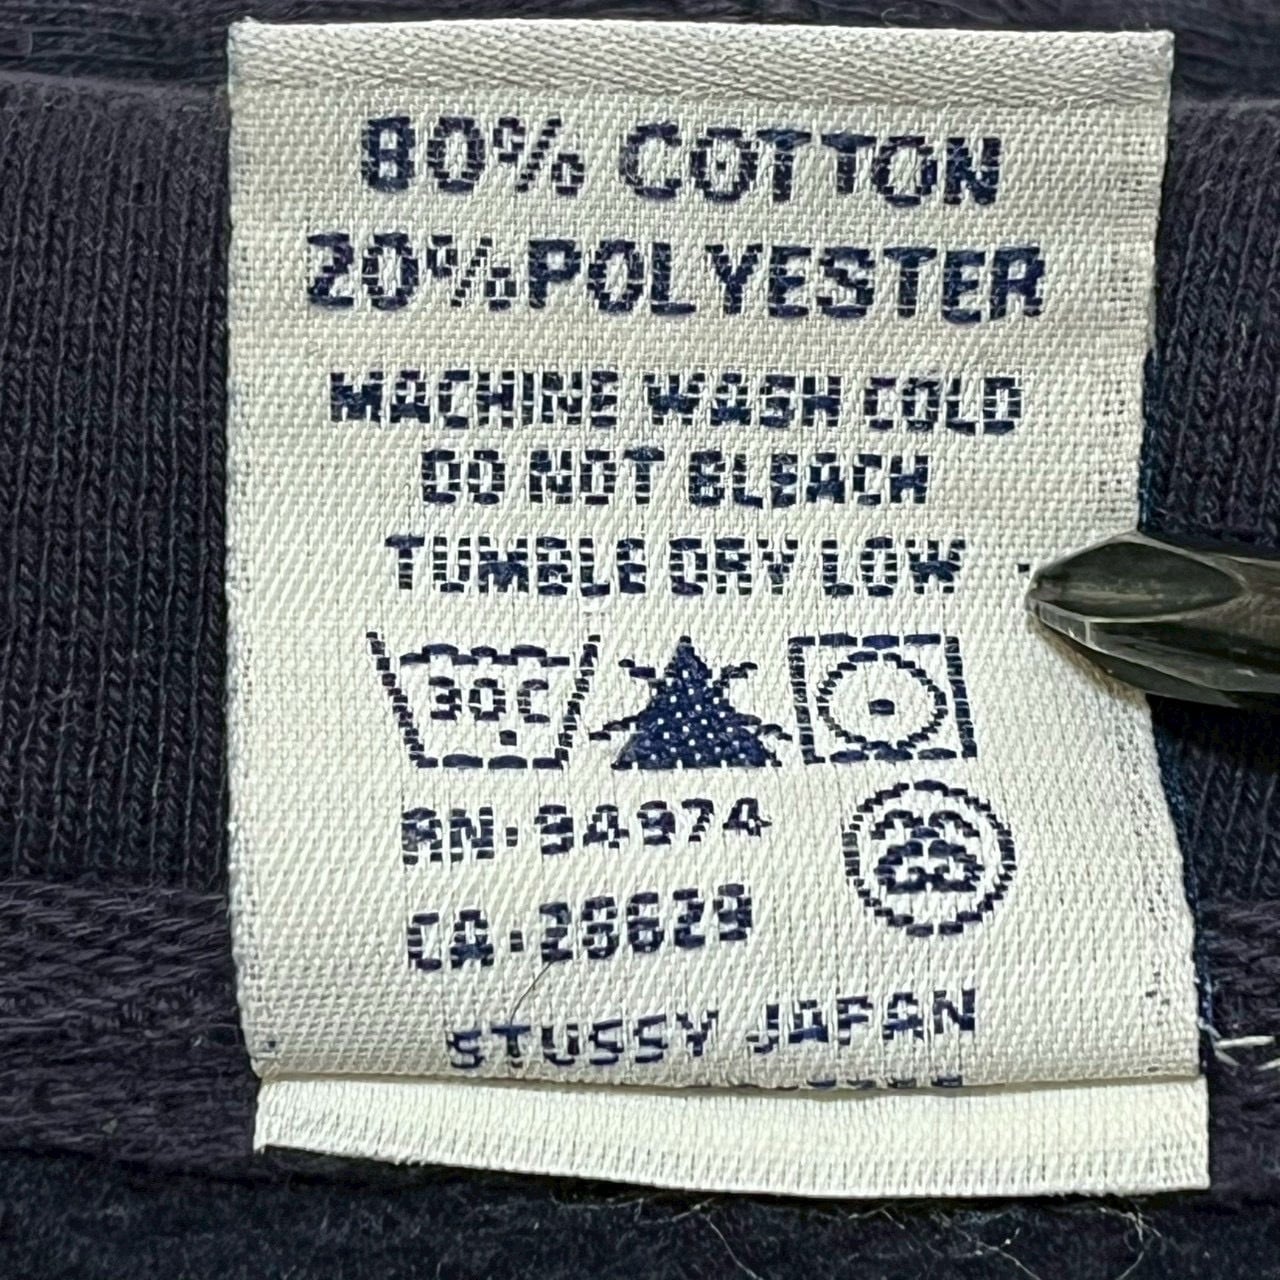 80% COTTON
20% POLYESTER
MACHINE WASH COLD
DO NOT BLEACH
TUMBLE DRY LOW
30C
RN·94974
CA·28629
STUSSY JAPAN